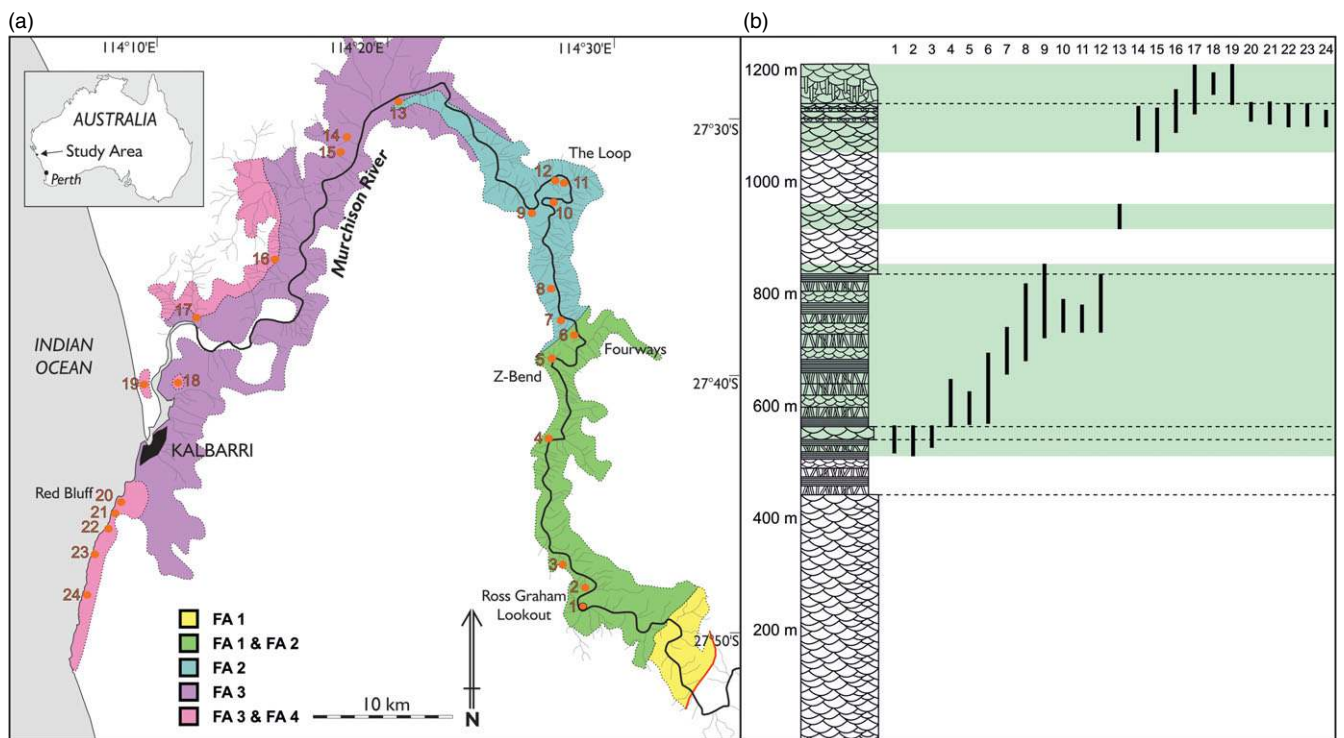 (a)
114°10'E
114°20'E
114°30'E
AUSTRALIA
Study Area
Perth
27°30'S
27°40'S
27°50'S
INDIAN
OCEAN
Murchison River
The Loop
Fourways
Z-Bend
KALBARRI
Red Bluff
Ross Graham
Lookout
13
14
15
12
11
10
9
16
8
17
7
6
5
19
18
4
20
21
22
23
3
24
2
1
FA 1
FA 1 & FA 2
FA 2
FA 3
FA 3 & FA 4
10 km
N
(b)
1 2 3 4 5 6 7 8 9 10 11 12 13 14 15 16 17 18 19 20 21 22 23 24
1200 m
1000 m
800 m
600 m
400 m
200 m